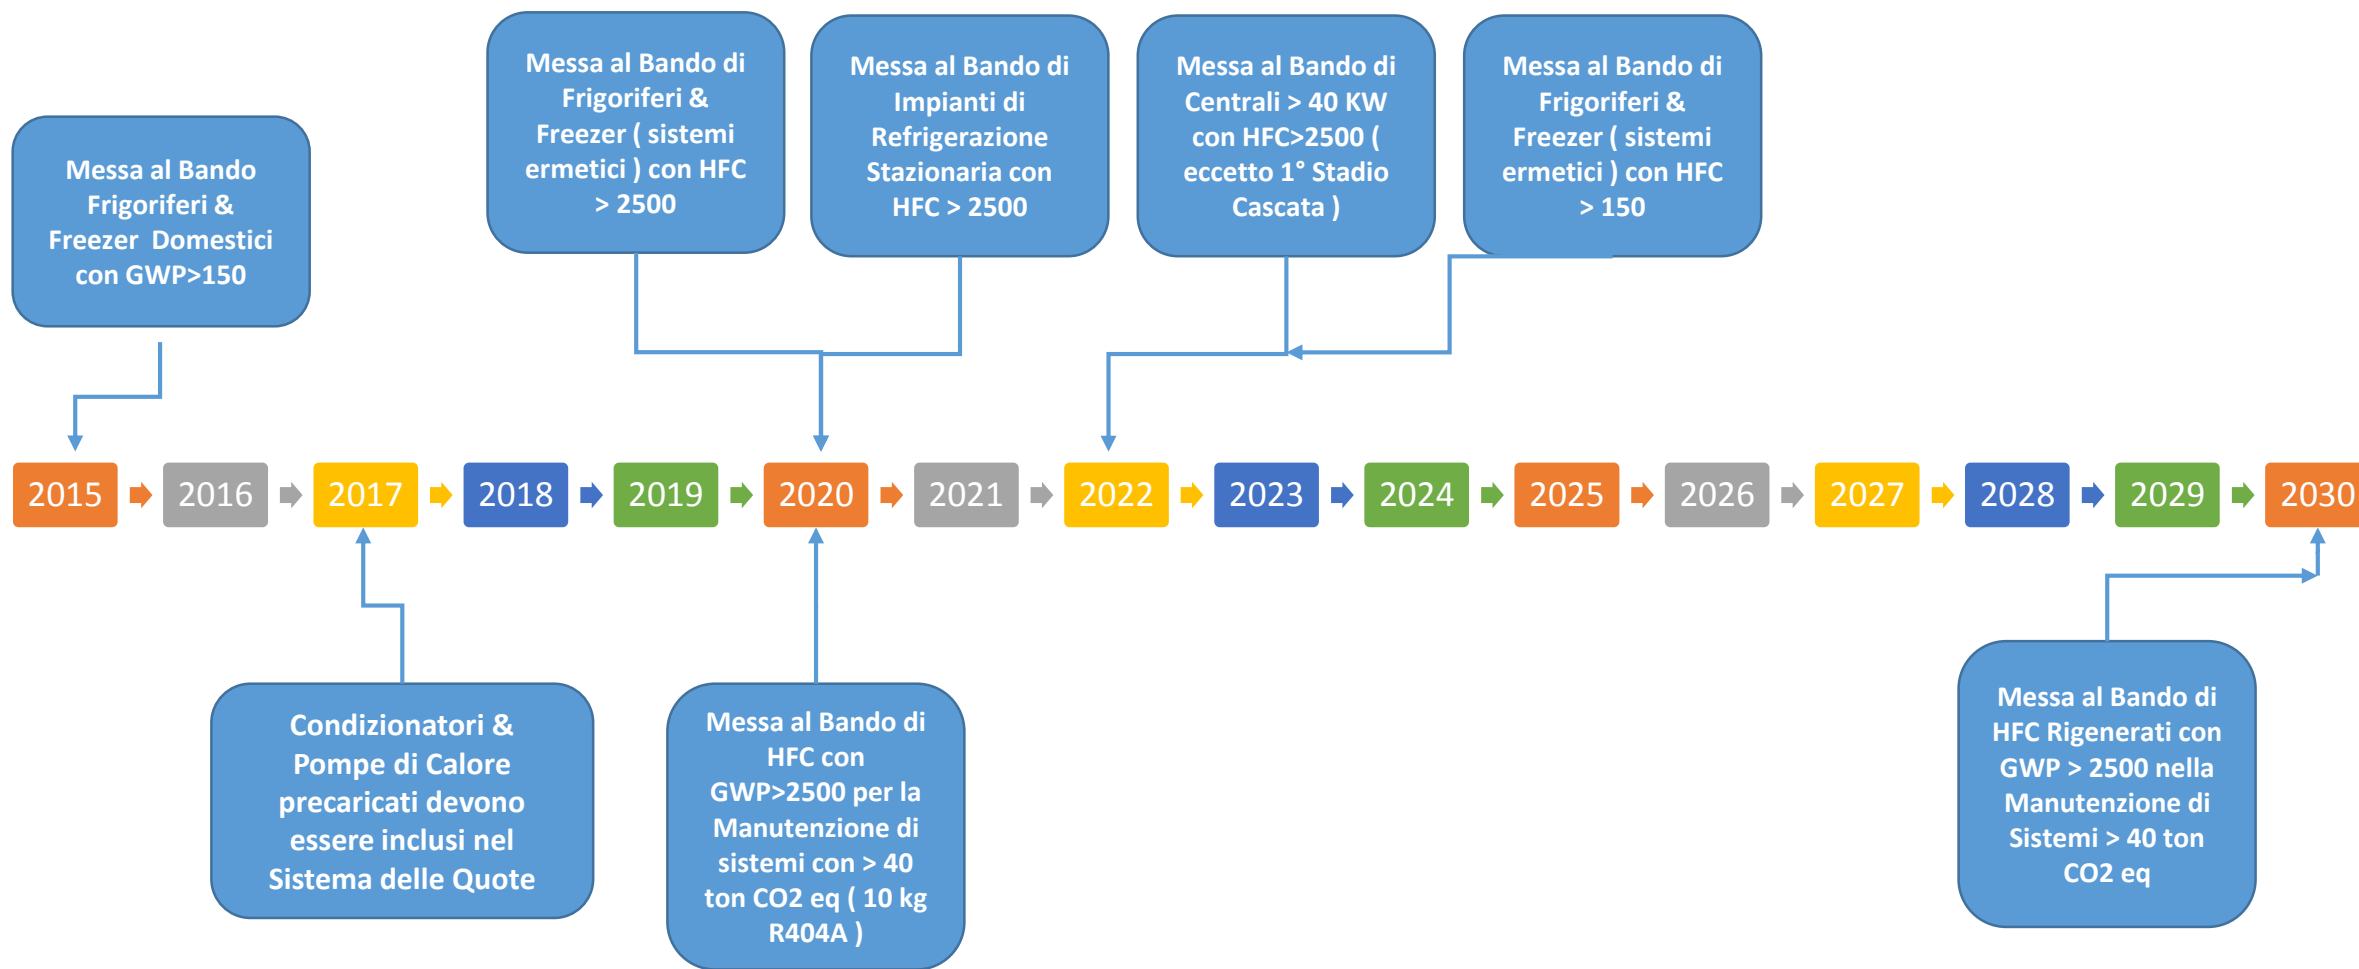 Messa al Bando
Frigoriferi &
Freezer Domestici
con GWP>150
Messa al Bando di
Frigoriferi &
Freezer ( sistemi
ermetici ) con HFC
> 2500
Messa al Bando di
Impianti di
Refrigerazione
Stazionaria con
HFC > 2500
Messa al Bando di
Centrali > 40 KW
con HFC>2500 (
eccetto 1° Stadio
Cascata )
Messa al Bando di
Frigoriferi &
Freezer ( sistemi
ermetici ) con HFC
> 150
2015
2016
2017
2018
2019
2020
2021
2022
2023
2024
2025
2026
2027
2028
2029
2030
Condizionatori &
Pompe di Calore
precaricati devono
essere inclusi nel
Sistema delle Quote
Messa al Bando di
HFC con
GWP>2500 per la
Manutenzione di
sistemi con > 40
ton CO2 eq ( 10 kg
R404A )
Messa al Bando di
HFC Rigenerati con
GWP > 2500 nella
Manutenzione di
Sistemi > 40 ton
CO2 eq